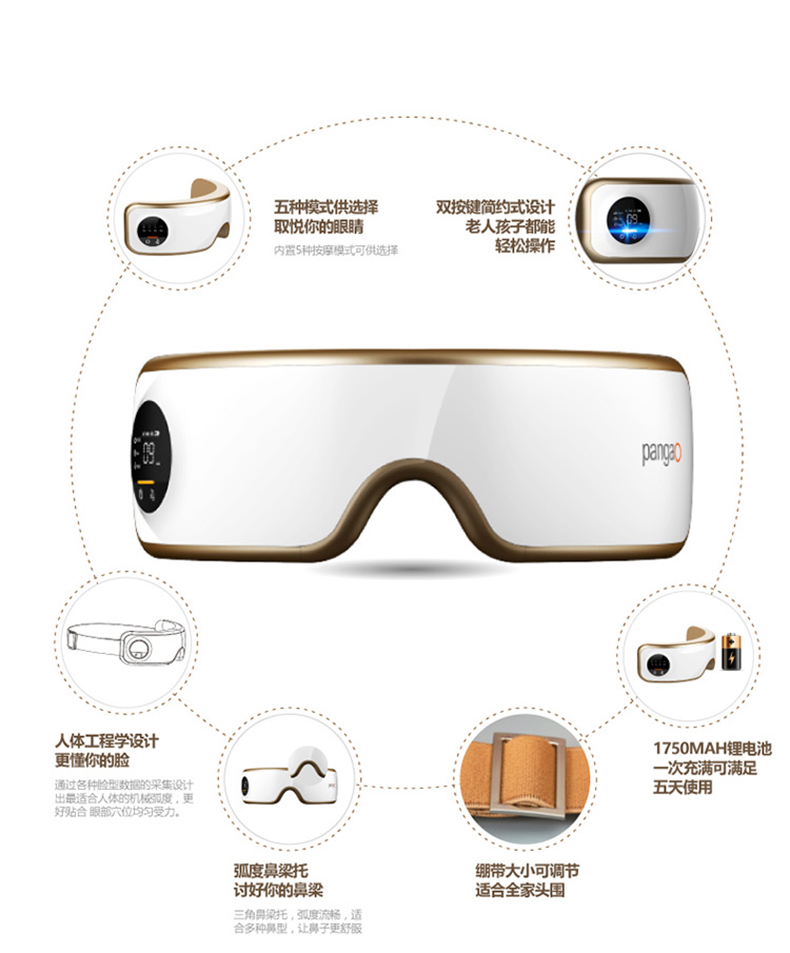 五种模式供选择
取悦你的眼睛
内置5种按摩模式可供选择
双按键简约式设计
老人孩子都能
轻松操作
09
pangao
人体工程学设计
更懂你的脸
通过各种脸型数据的采集设计
出最适合人体的机械弧度，更
好贴合 眼部穴位均匀受力。
1750MAH锂电池
一次充满可满足
五天使用
弧度鼻梁托
讨好你的鼻梁
三角鼻梁托，弧度流畅，适
合多种鼻型，让鼻子更舒服
绷带大小可调节
适合全家头围